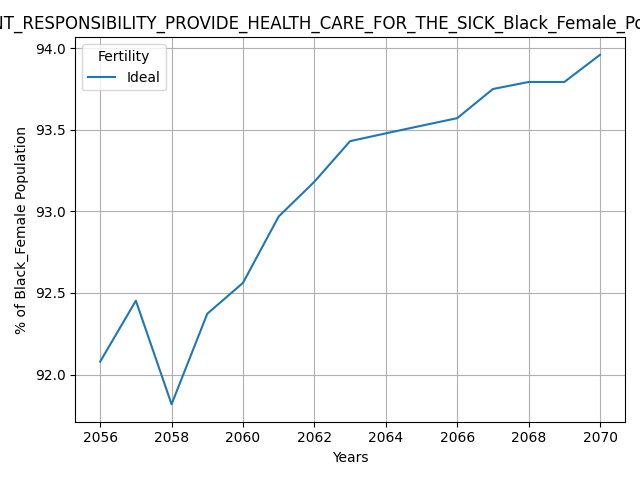 NT_RESPONSIBILITY_PROVIDE_HEALTH_CARE_FOR_THE_SICK_Black_Female_Po
Fertility
Ideal
% of Black_Female Population
94.0
93.5
93.0
92.5
92.0
2056 2058 2060 2062 2064 2066 2068 2070
Years